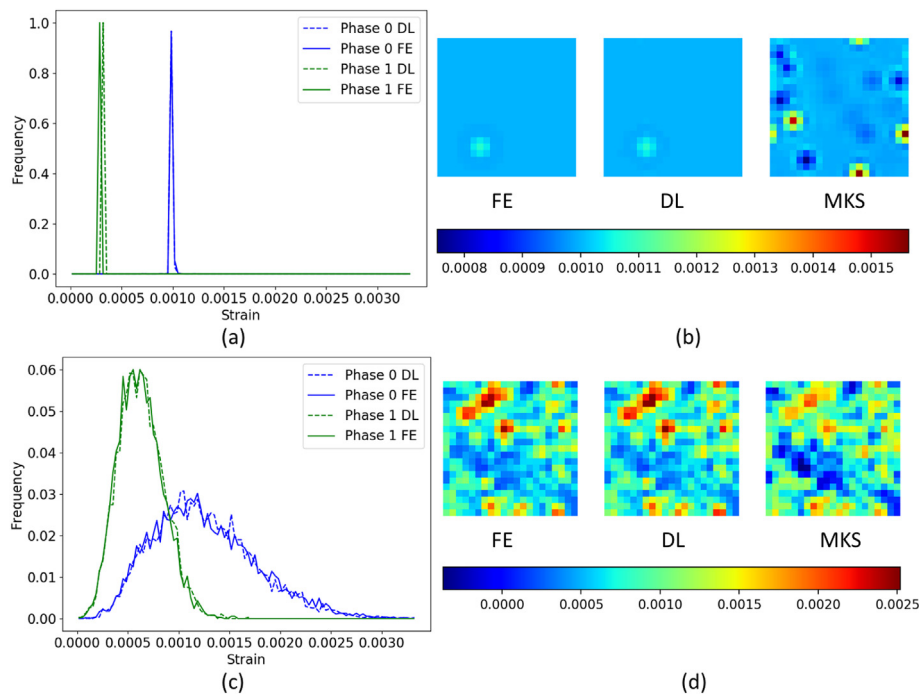 1.0
0.8
0.6
0.4
0.2
0.0
Frequency
Phase 0 DL
Phase 0 FE
Phase 1 DL
Phase 1 FE
0.0000 0.0005 0.0010 0.0015 0.0020 0.0025 0.0030
Strain
(a)
FE DL MKS
0.0008 0.0009 0.0010 0.0011 0.0012 0.0013 0.0014 0.0015
(b)
0.06
0.05
0.04
0.03
0.02
0.01
0.00
Frequency
Phase 0 DL
Phase 0 FE
Phase 1 DL
Phase 1 FE
0.0000 0.0005 0.0010 0.0015 0.0020 0.0025 0.0030
Strain
(c)
FE DL MKS
0.0000 0.0005 0.0010 0.0015 0.0020 0.0025
(d)